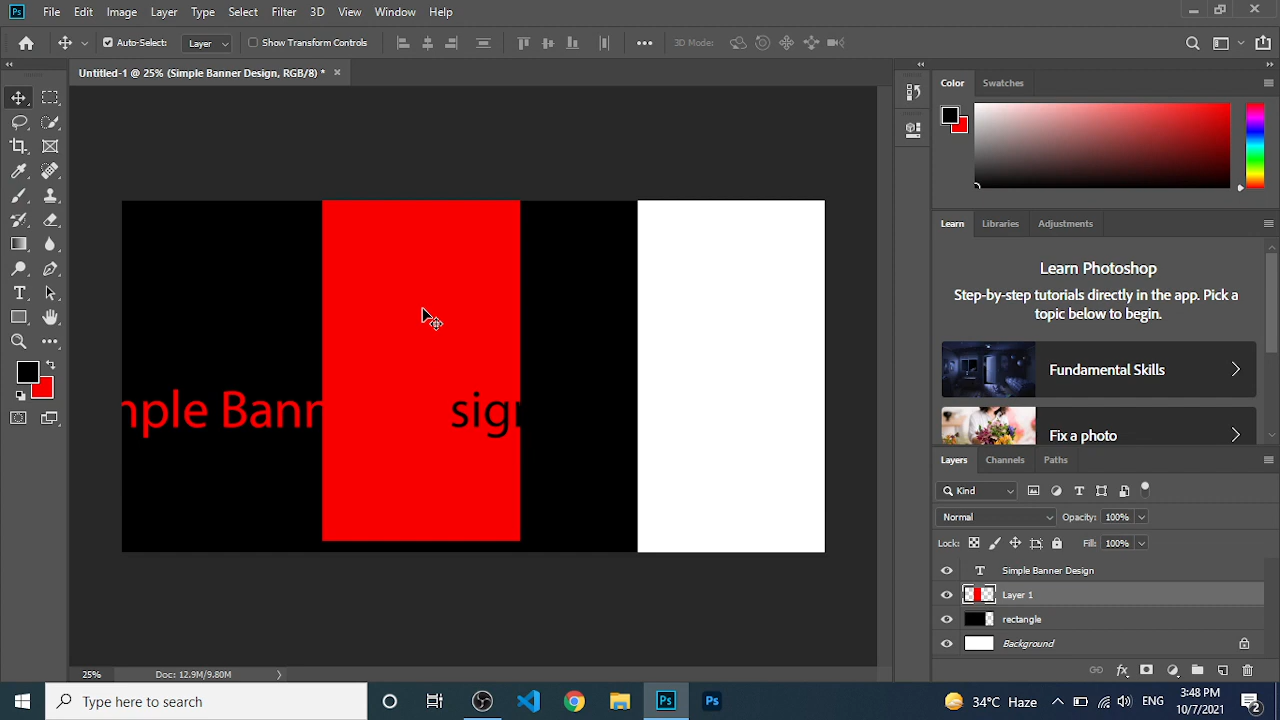 Ps File Edit Image Layer Type Select Filter 3D View Window Help
Auto-Select: Layer Show Transform Controls 3D Mode:
Untitled-1 @ 25% (Simple Banner Design, RGB/8) *
Color Swatches
Learn Libraries Adjustments
Learn Photoshop
Step-by-step tutorials directly in the app. Pick a
topic below to begin.
Fundamental Skills
Fix a photo
mple Bann sign
Layers Channels Paths
Kind
Normal Opacity: 100%
Lock: Fill: 100%
T Simple Banner Design
Layer 1
rectangle
Background
25% Doc: 12.9M/9.80M
Type here to search
Ps Ps
34°C Haze
ENG
3:48 PM
10/7/2021
2